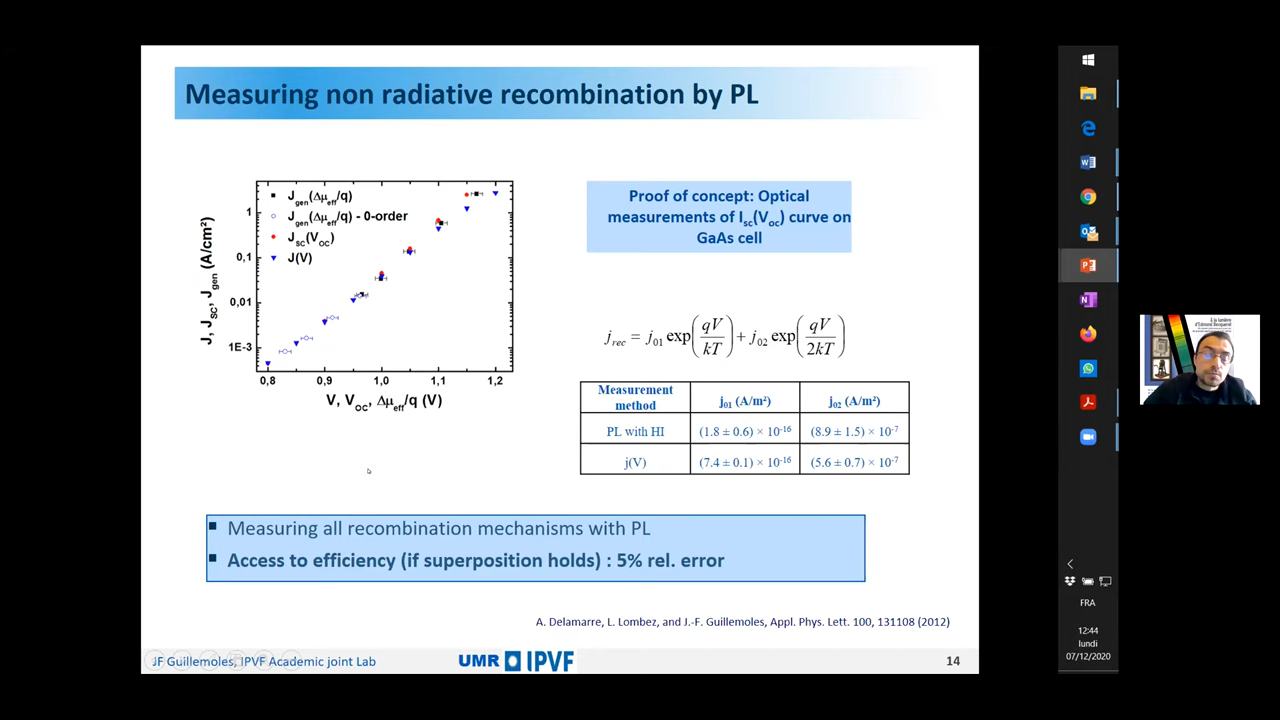 Measuring non radiative recombination by PL
J_gen(Δμ_eff/q)
J_gen(Δμ_eff/q) - 0-order
J_SC(V_OC)
J(V)
J, J_SC, J_gen (A/cm²)
1
0,1
0,01
1E-3
0,8 0,9 1,0 1,1 1,2
V, V_OC, Δμ_eff/q (V)
Proof of concept: Optical
measurements of I_sc(V_oc) curve on
GaAs cell
j_rec = j_01 exp(qV/kT) + j_02 exp(qV/2kT)
Measurement method | j₀₁ (A/m²) | j₀₂ (A/m²)
PL with HI | (1.8 ± 0.6) × 10⁻¹⁶ | (8.9 ± 1.5) × 10⁻⁷
j(V) | (7.4 ± 0.1) × 10⁻¹⁶ | (5.6 ± 0.7) × 10⁻⁷
▪ Measuring all recombination mechanisms with PL
▪ Access to efficiency (if superposition holds) : 5% rel. error
A. Delamarre, L. Lombez, and J.-F. Guillemoles, Appl. Phys. Lett. 100, 131108 (2012)
JF Guillemoles, IPVF Academic joint Lab
UMR IPVF
14
à la lumière
d'Edmond Becquerel
FRA
12:44
lundi
07/12/2020